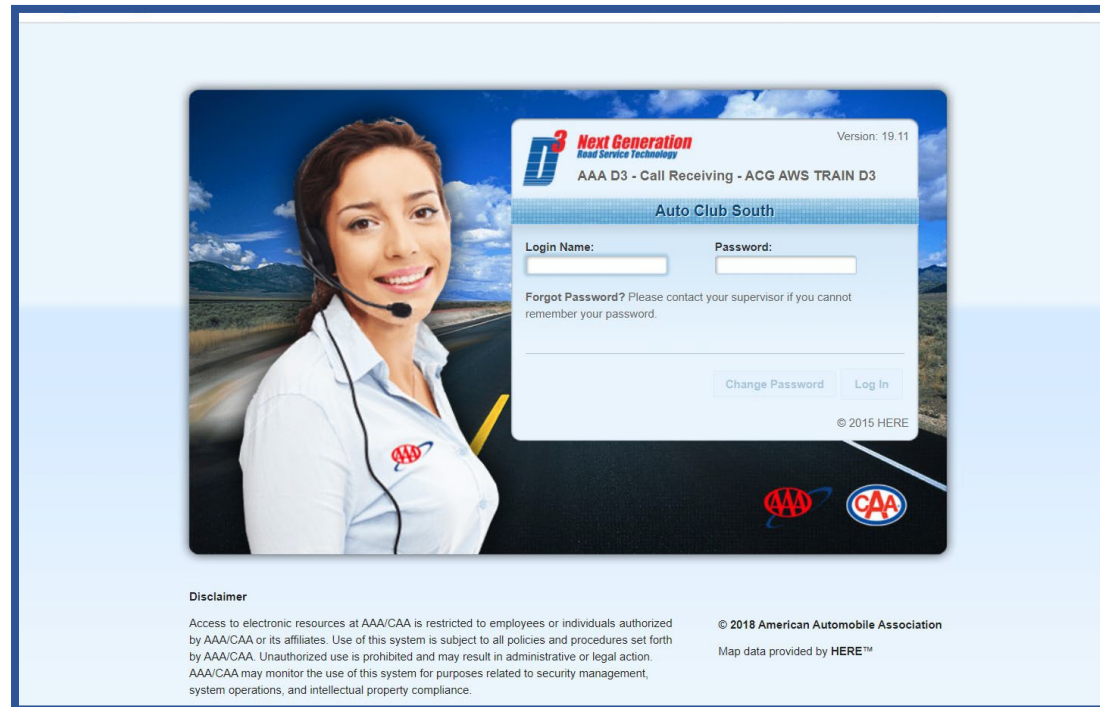 D3 Next Generation
Road Service Technology
Version: 19.11
AAA D3 - Call Receiving - ACG AWS TRAIN D3
Auto Club South
Login Name: Password:
Forgot Password? Please contact your supervisor if you cannot
remember your password.
Change Password Log In
© 2015 HERE
AAA
AAA CAA
Disclaimer
Access to electronic resources at AAA/CAA is restricted to employees or individuals authorized
by AAA/CAA or its affiliates. Use of this system is subject to all policies and procedures set forth
by AAA/CAA. Unauthorized use is prohibited and may result in administrative or legal action.
AAA/CAA may monitor the use of this system for purposes related to security management,
system operations, and intellectual property compliance.
© 2018 American Automobile Association
Map data provided by HERE™